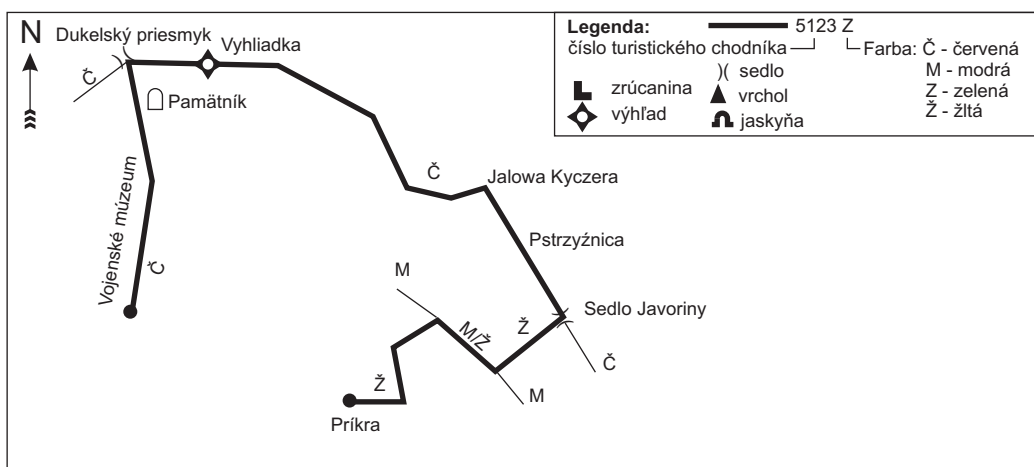 N
Dukelský priesmyk
Vyhliadka
Č
Pamätník
Vojenské múzeum
Č
Č
Jalowa Kyczera
Pstrzyźnica
M
Sedlo Javoriny
M/Ž
Ž
Č
Ž
M
Príkra
Legenda:
5123 Z
číslo turistického chodníka
Farba: Č - červená
M - modrá
Z - zelená
Ž - žltá
zrúcanina
výhľad
sedlo
vrchol
jaskyňa